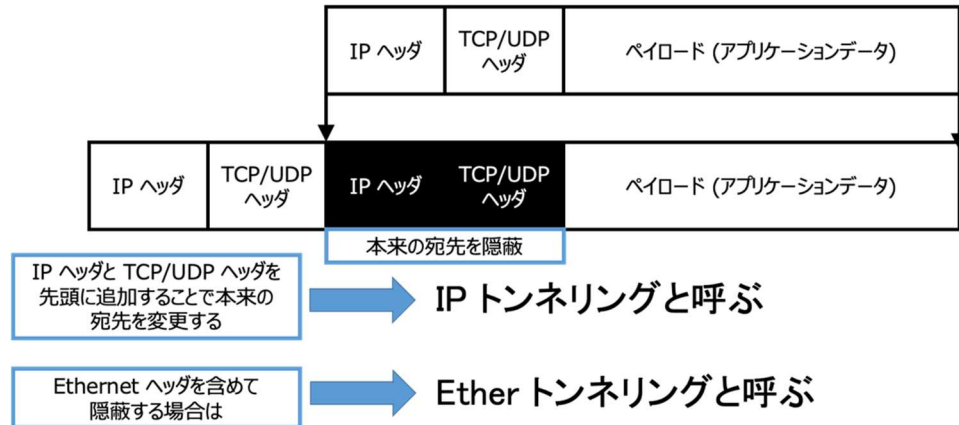 IP ヘッダ
TCP/UDP
ヘッダ
ペイロード (アプリケーションデータ)
IP ヘッダ
TCP/UDP
ヘッダ
IP ヘッダ
TCP/UDP
ヘッダ
ペイロード (アプリケーションデータ)
本来の宛先を隠蔽
IP ヘッダと TCP/UDP ヘッダを
先頭に追加することで本来の
宛先を変更する
IP トンネリングと呼ぶ
Ethernet ヘッダを含めて
隠蔽する場合は
Ether トンネリングと呼ぶ